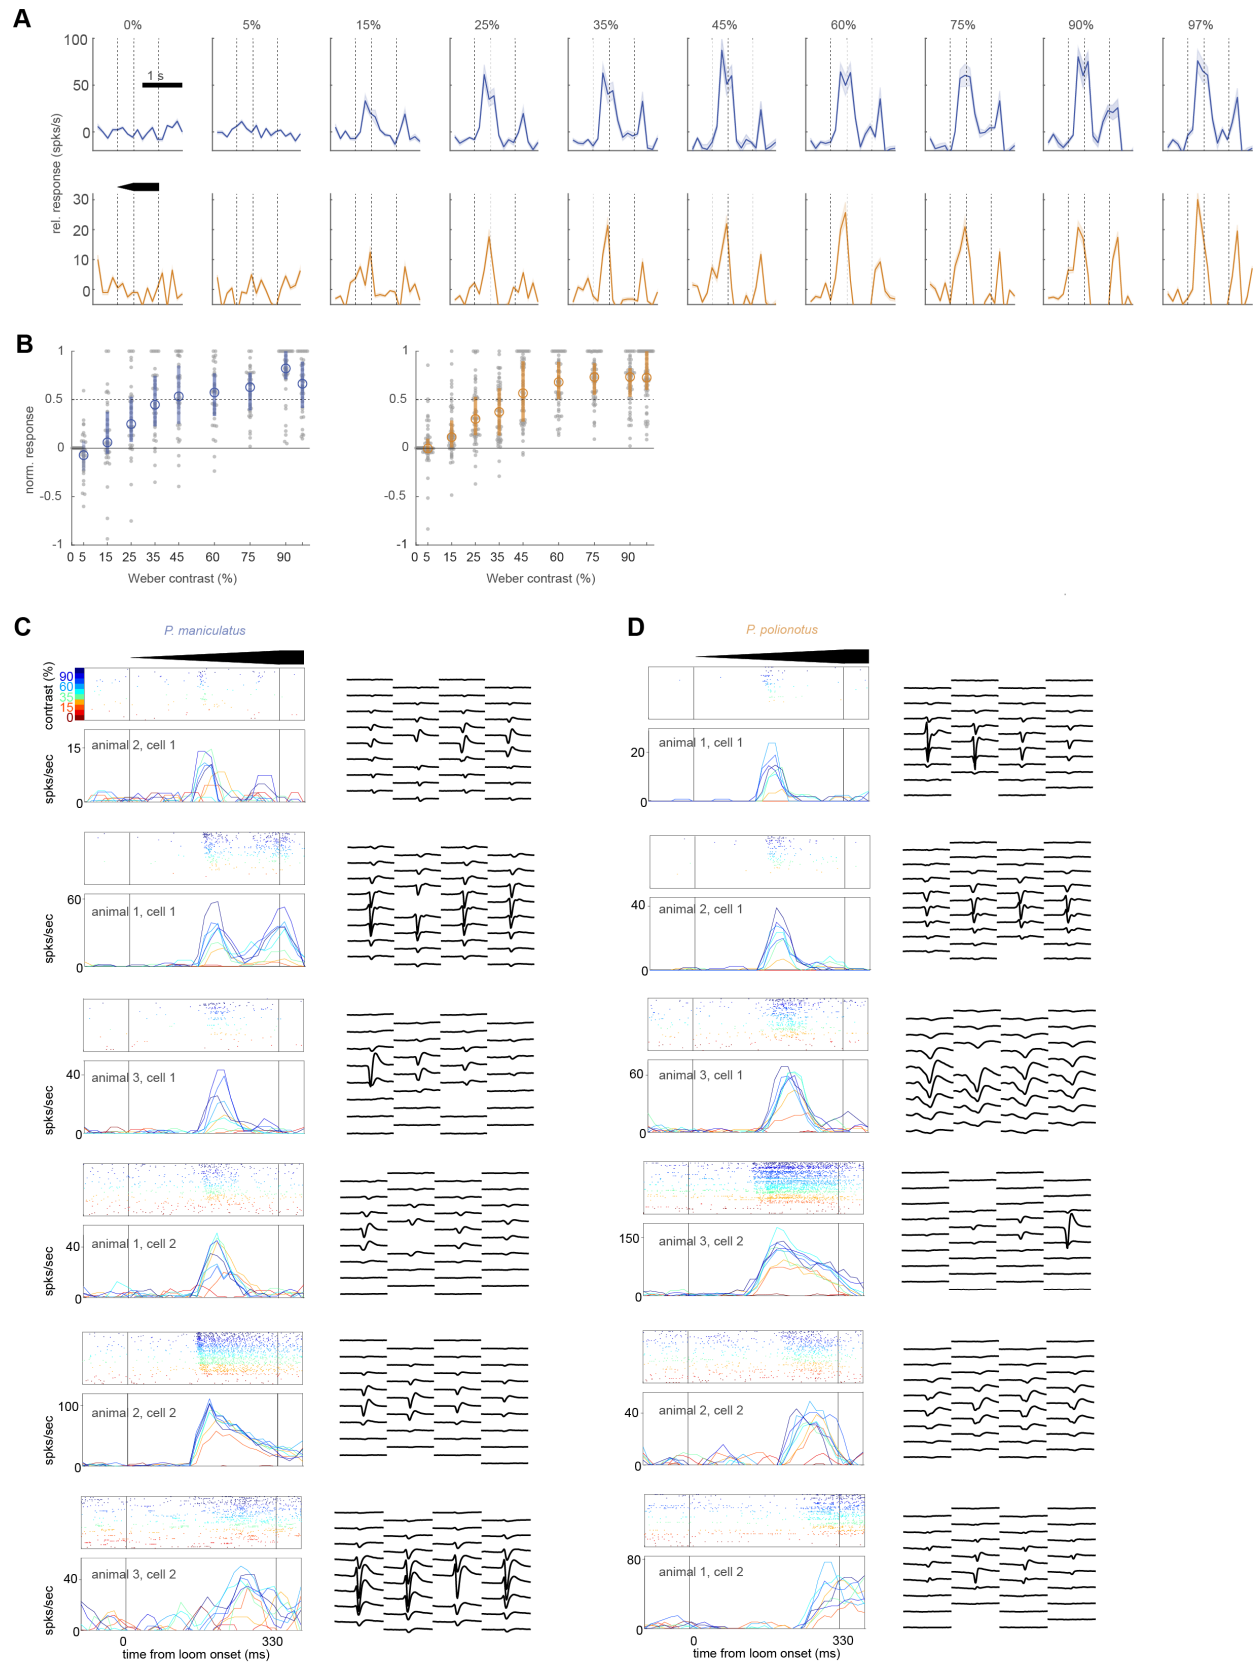 A
0% 5% 15% 25% 35% 45% 60% 75% 90% 97%
100
50
0
1 s
rel. response (spks/s)
30
20
10
0
B
1
0.5
0
-0.5
-1
norm. response
0 5 15 25 35 45 60 75 90
Weber contrast (%)
1
0.5
0
-0.5
-1
0 5 15 25 35 45 60 75 90
Weber contrast (%)
C
P. maniculatus
contrast (%)
90
60
35
15
0
animal 2, cell 1
15
0
spks/sec
animal 1, cell 1
60
0
spks/sec
animal 3, cell 1
40
0
spks/sec
animal 1, cell 2
40
0
spks/sec
animal 2, cell 2
100
0
spks/sec
animal 3, cell 2
40
0
spks/sec
0 330
time from loom onset (ms)
D
P. polionotus
animal 1, cell 1
20
0
animal 2, cell 1
40
0
animal 3, cell 1
60
0
animal 3, cell 2
150
0
animal 2, cell 2
40
0
animal 1, cell 2
80
0
0 330
time from loom onset (ms)